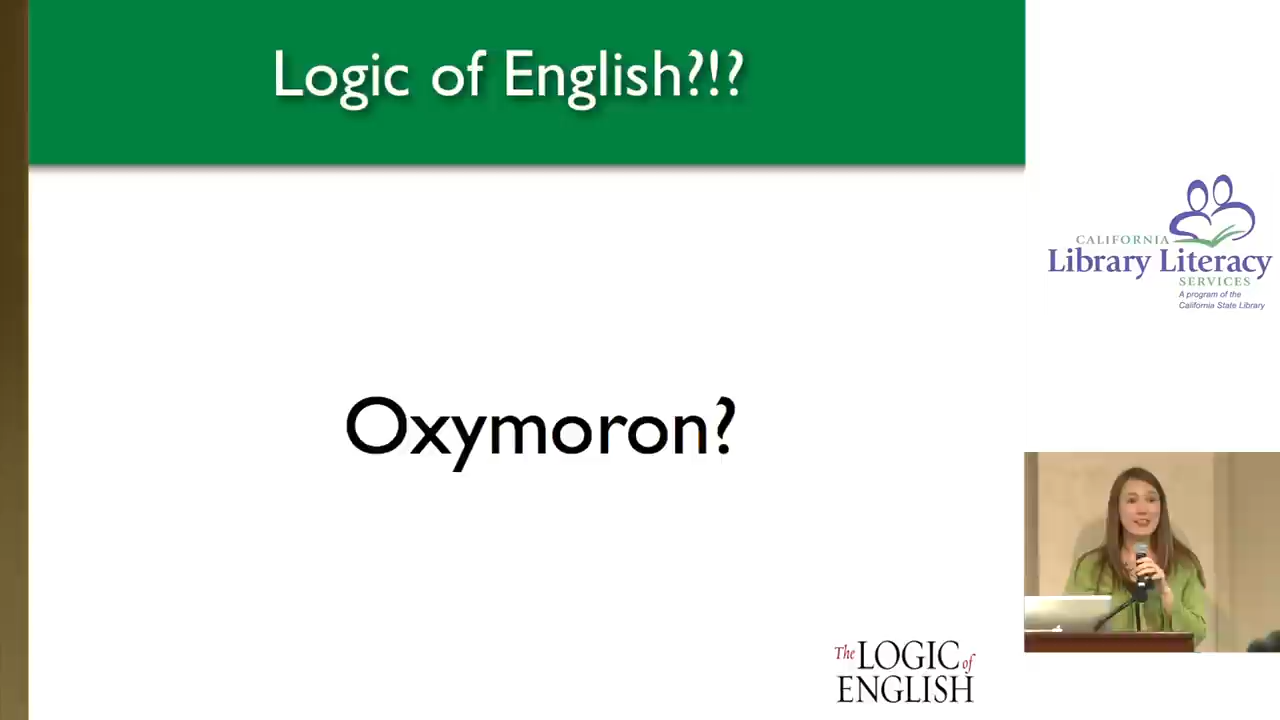 Logic of English?!?
Oxymoron?
CALIFORNIA
Library Literacy
SERVICES
A program of the
California State Library
The LOGIC of
ENGLISH